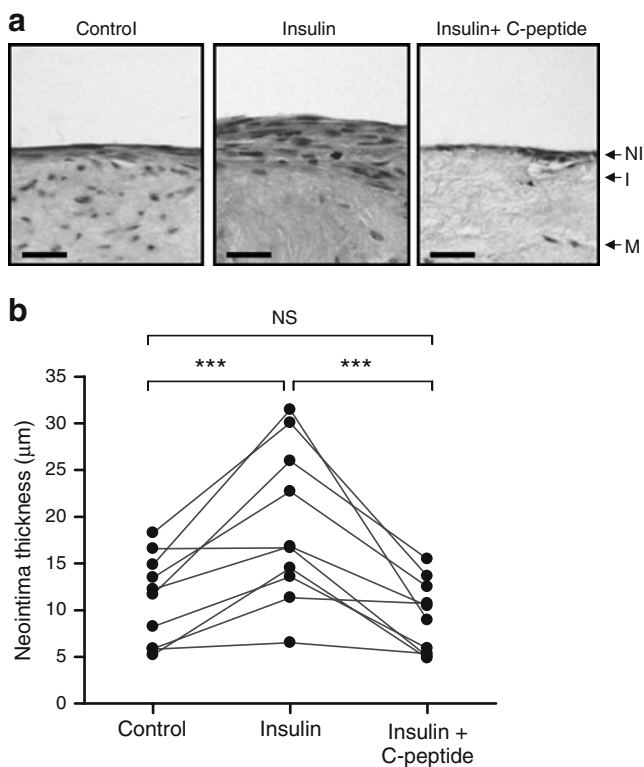 a
Control Insulin Insulin+ C-peptide
NI
I
M
b
NS
*** ***
35
30
25
20
15
10
5
0
Neointima thickness (μm)
Control Insulin Insulin +
C-peptide